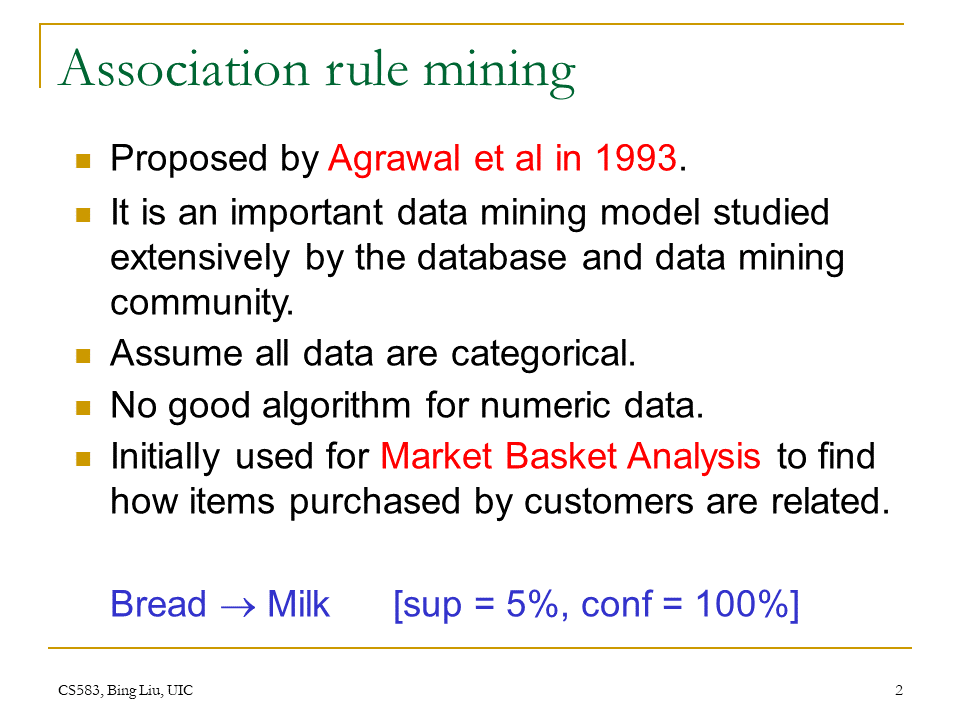 Association rule mining
Proposed by Agrawal et al in 1993.
It is an important data mining model studied
extensively by the database and data mining
community.
Assume all data are categorical.
No good algorithm for numeric data.
Initially used for Market Basket Analysis to find
how items purchased by customers are related.
Bread → Milk [sup = 5%, conf = 100%]
CS583, Bing Liu, UIC 2